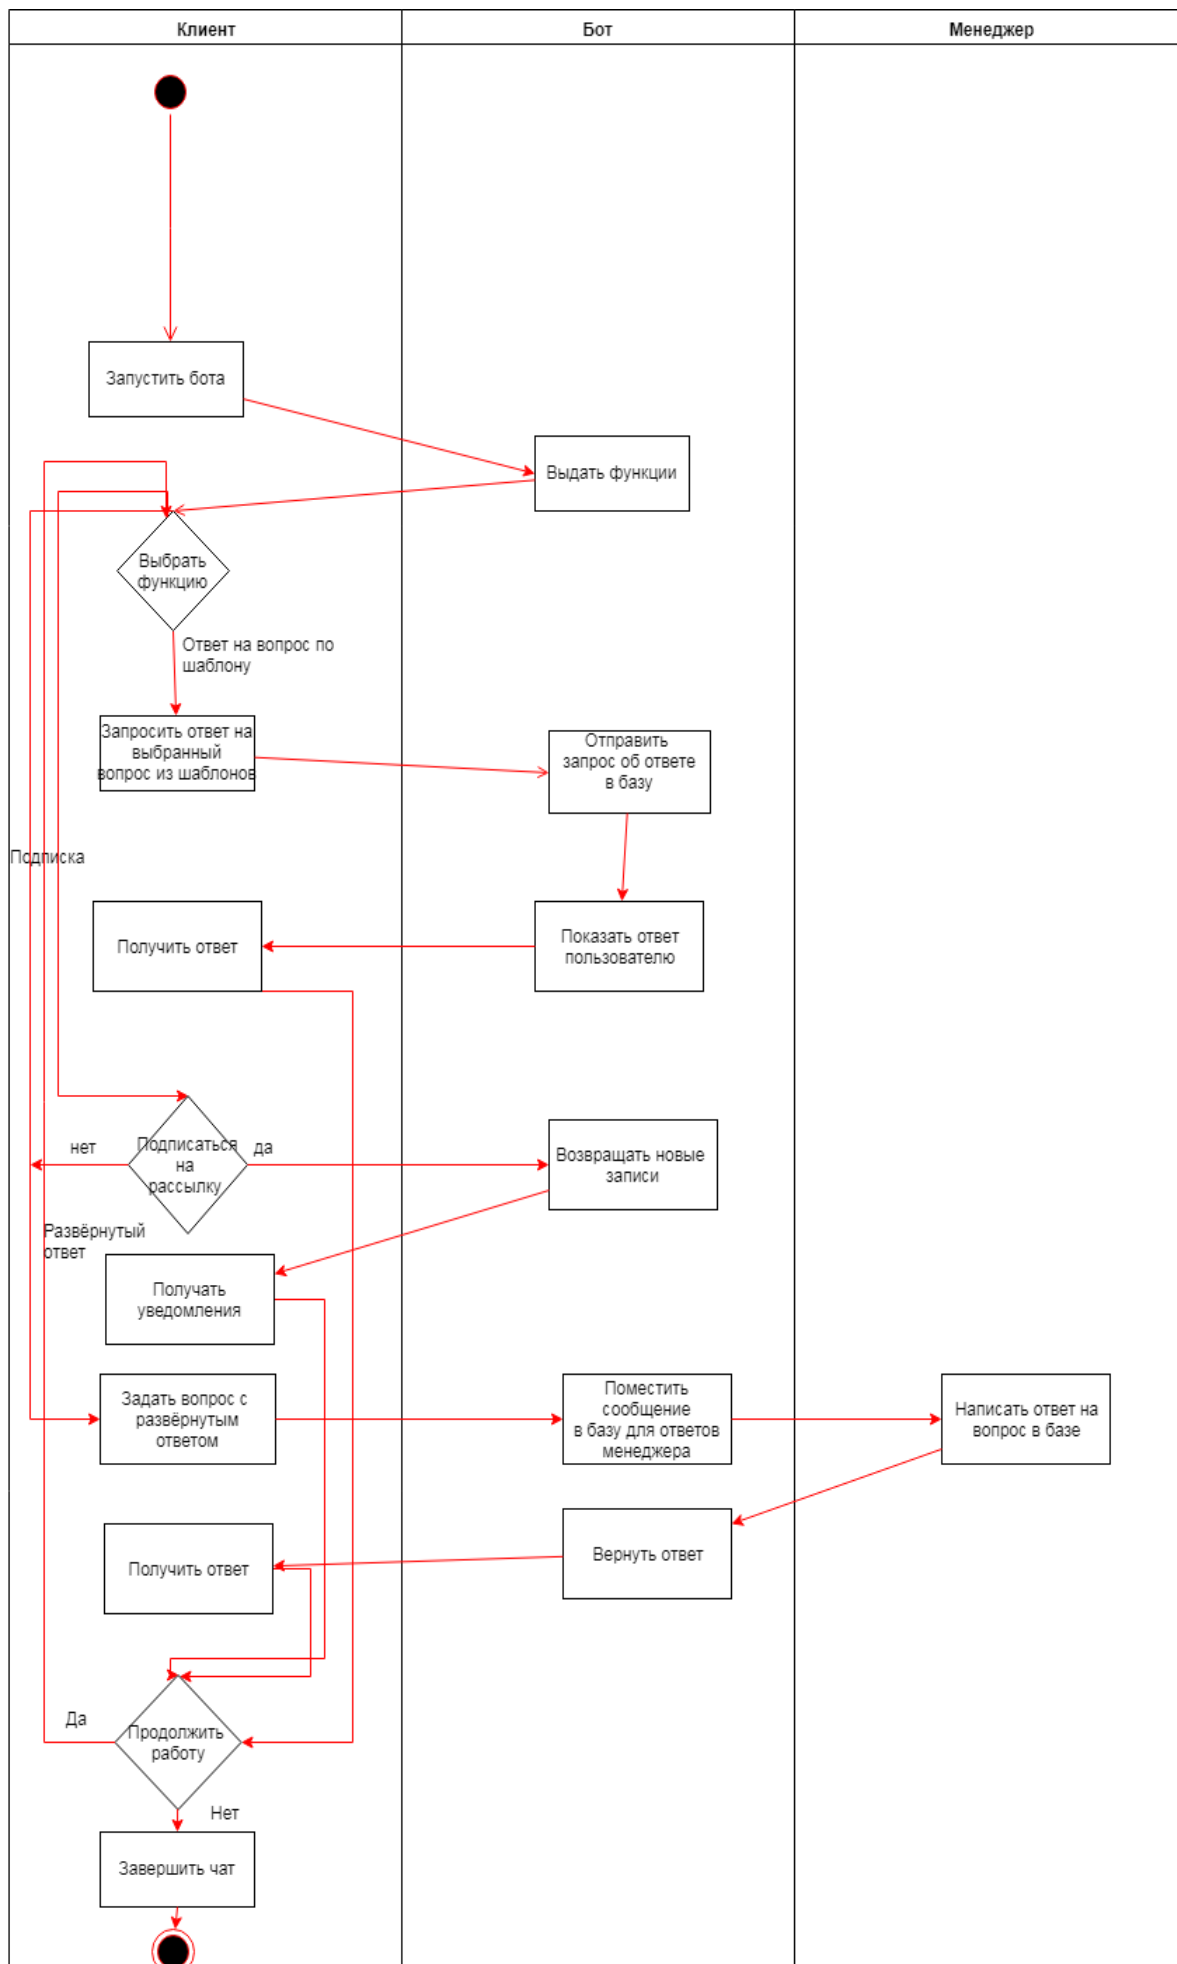 Клиент
Бот
Менеджер
Запустить бота
Выдать функции
Выбрать
функцию
Ответ на вопрос по
шаблону
Запросить ответ на
выбранный
вопрос из шаблонов
Отправить
запрос об ответе
в базу
Подписка
Получить ответ
Показать ответ
пользователю
нет
Подписаться
на
рассылку
да
Возвращать новые
записи
Развёрнутый
ответ
Получать
уведомления
Задать вопрос с
развёрнутым
ответом
Поместить
сообщение
в базу для ответов
менеджера
Написать ответ на
вопрос в базе
Получить ответ
Вернуть ответ
Да
Продолжить
работу
Нет
Завершить чат